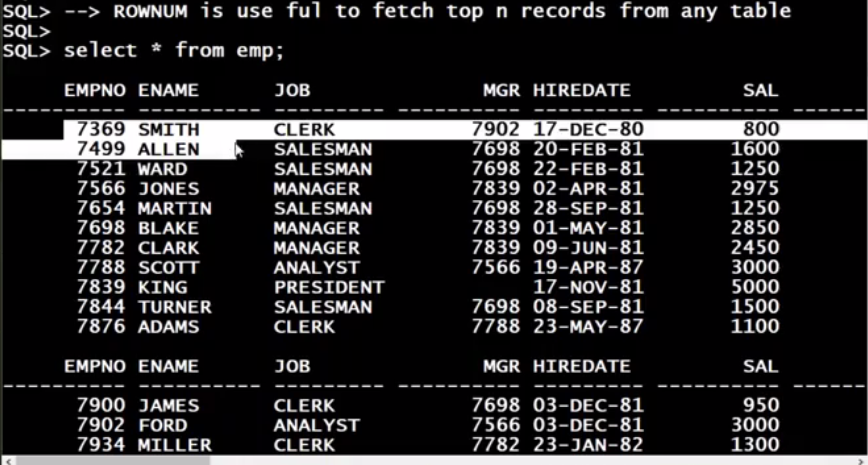 SQL> --> ROWNUM is use ful to fetch top n records from any table
SQL>
SQL> select * from emp;
EMPNO ENAME JOB MGR HIREDATE SAL
---------- ---------- --------- ---------- --------- ---------- ------
7369 SMITH CLERK 7902 17-DEC-80 800
7499 ALLEN SALESMAN 7698 20-FEB-81 1600
7521 WARD SALESMAN 7698 22-FEB-81 1250
7566 JONES MANAGER 7839 02-APR-81 2975
7654 MARTIN SALESMAN 7698 28-SEP-81 1250
7698 BLAKE MANAGER 7839 01-MAY-81 2850
7782 CLARK MANAGER 7839 09-JUN-81 2450
7788 SCOTT ANALYST 7566 19-APR-87 3000
7839 KING PRESIDENT 17-NOV-81 5000
7844 TURNER SALESMAN 7698 08-SEP-81 1500
7876 ADAMS CLERK 7788 23-MAY-87 1100
EMPNO ENAME JOB MGR HIREDATE SAL
---------- ---------- --------- ---------- --------- ---------- ------
7900 JAMES CLERK 7698 03-DEC-81 950
7902 FORD ANALYST 7566 03-DEC-81 3000
7934 MILLER CLERK 7782 23-JAN-82 1300